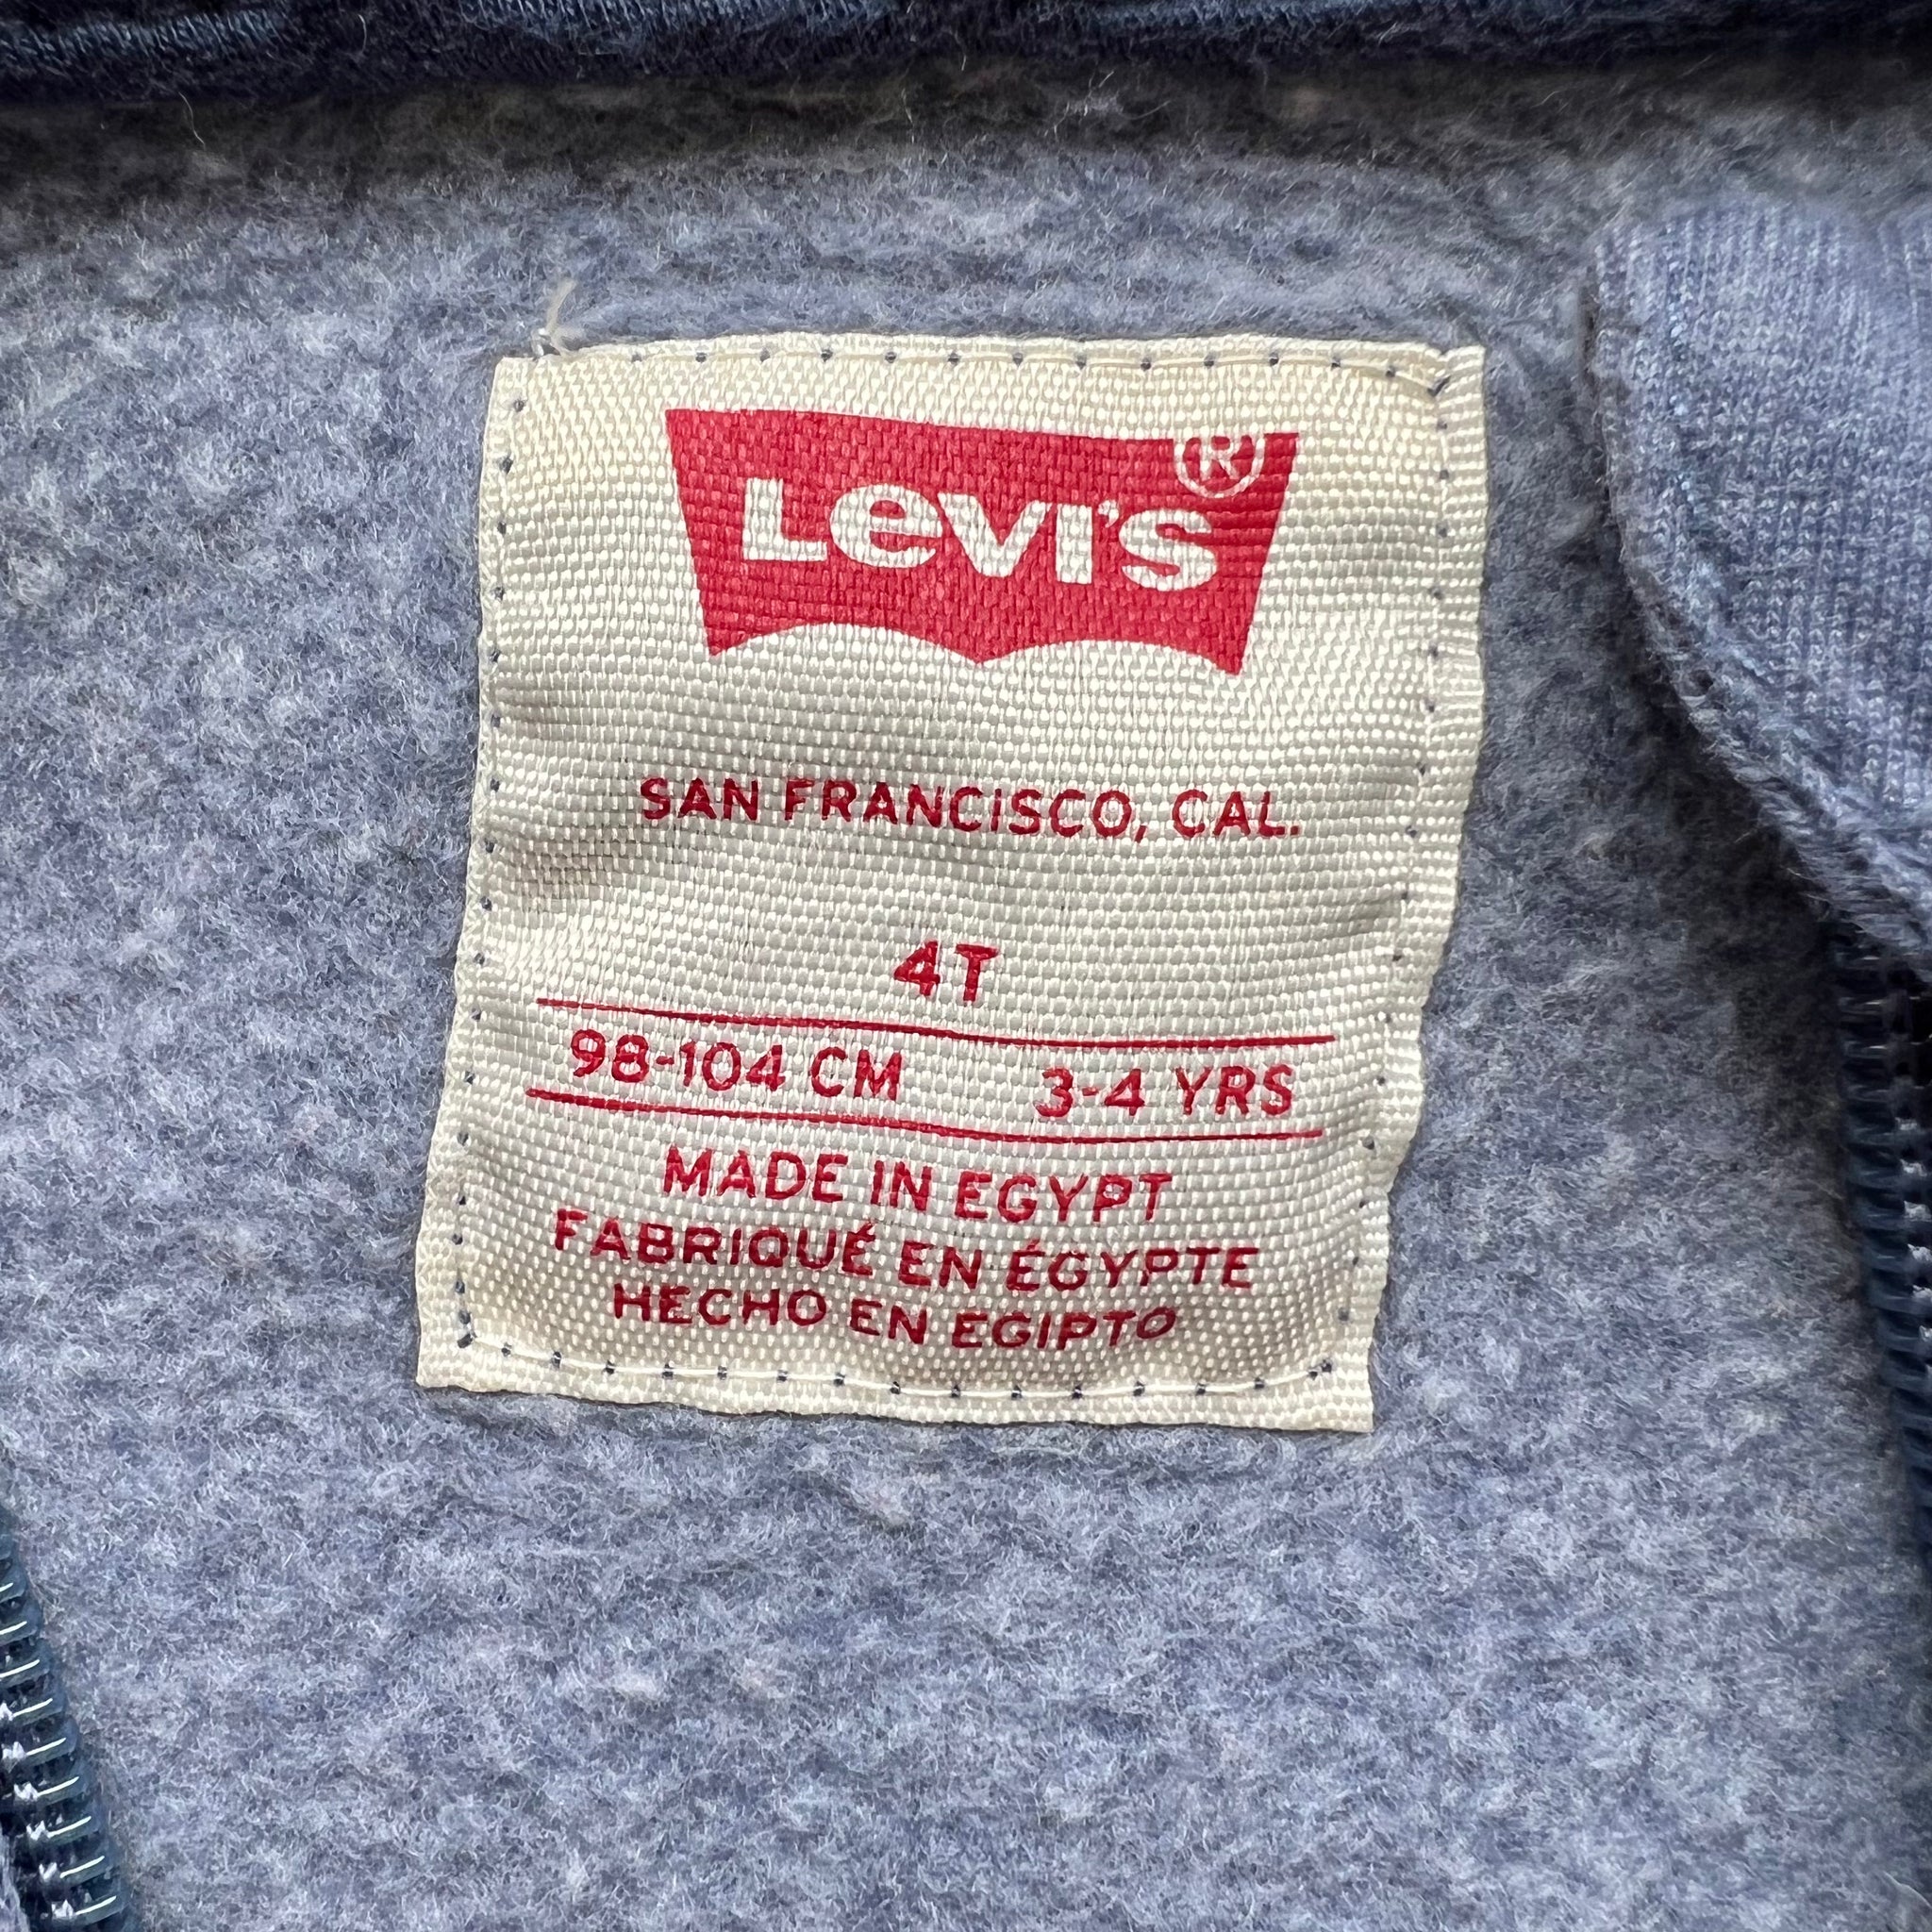 Levi's ®
SAN FRANCISCO, CAL.
4T
98-104 CM 3-4 YRS
MADE IN EGYPT
FABRIQUÉ EN ÉGYPTE
HECHO EN EGIPTO